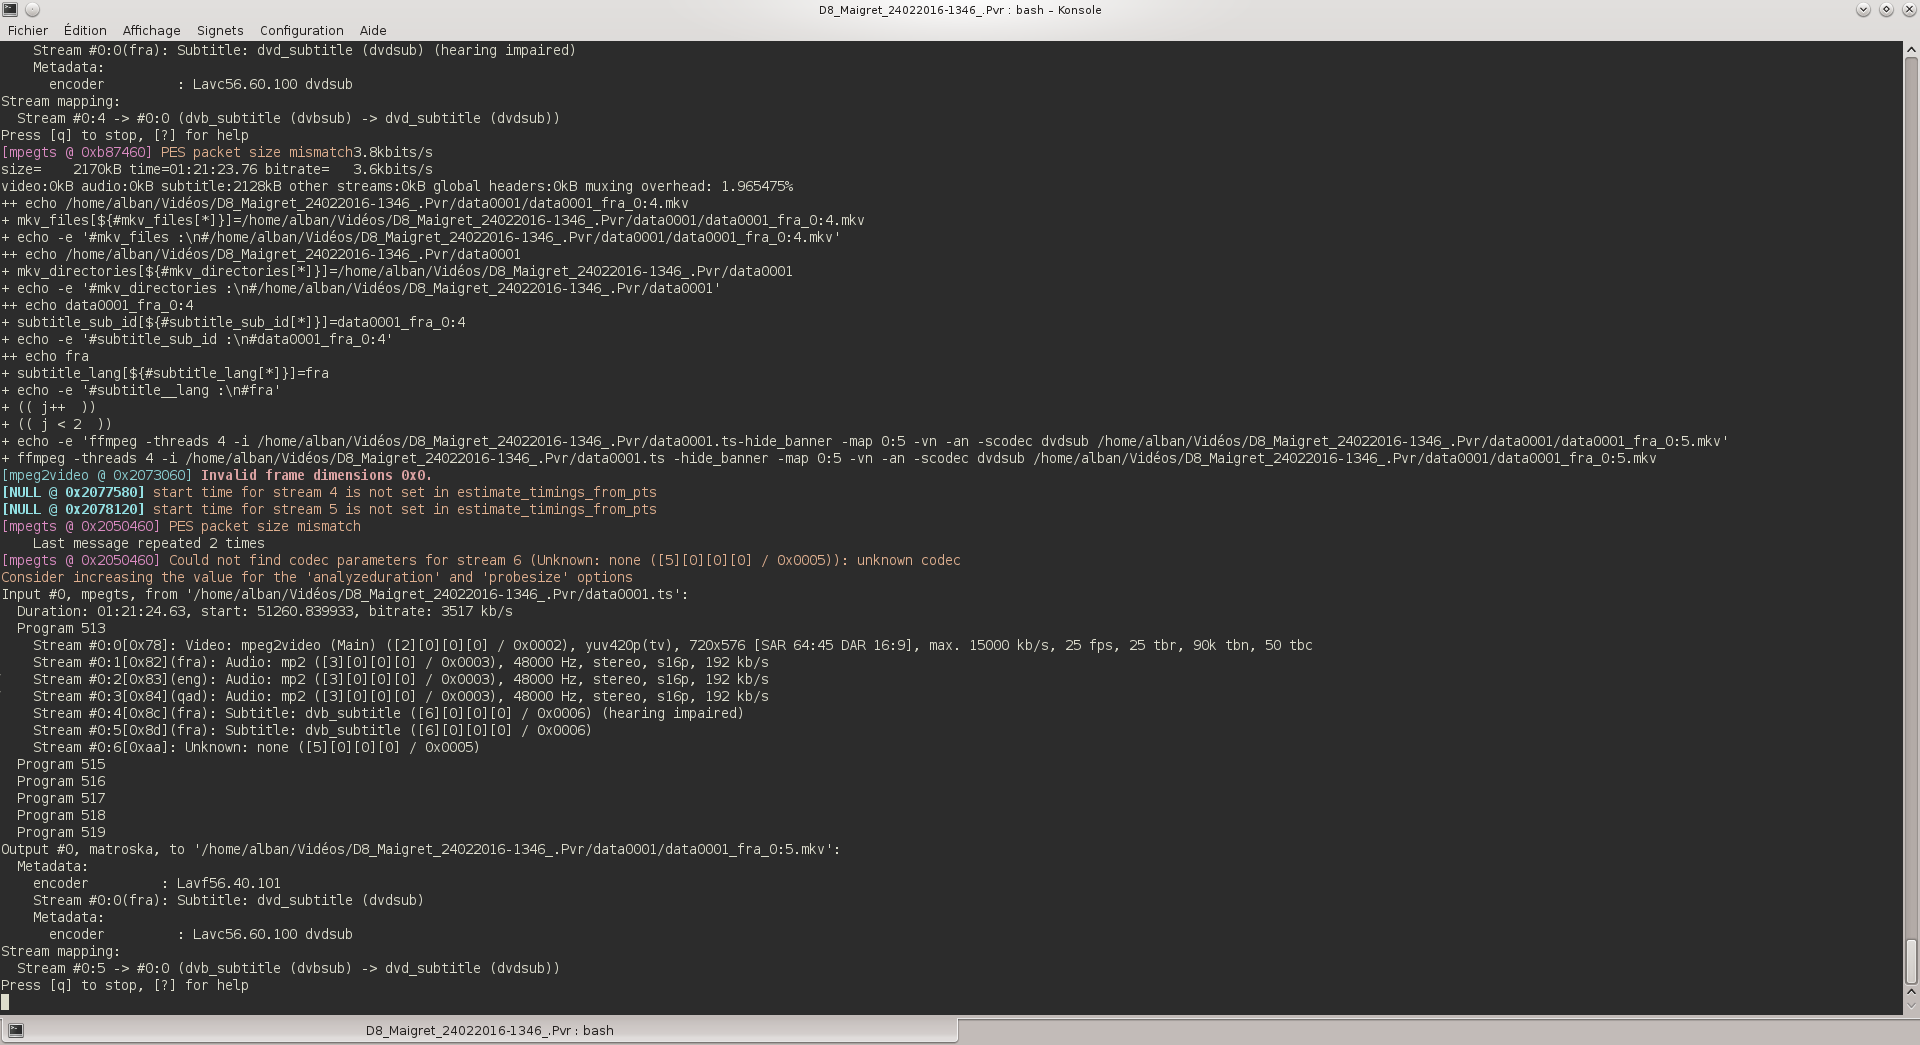 D8_Maigret_24022016-1346_.Pvr : bash – Konsole
Fichier Édition Affichage Signets Configuration Aide
    Stream #0:0(fra): Subtitle: dvd_subtitle (dvdsub) (hearing impaired)
    Metadata:
      encoder         : Lavc56.60.100 dvdsub
Stream mapping:
  Stream #0:4 -> #0:0 (dvb_subtitle (dvbsub) -> dvd_subtitle (dvdsub))
Press [q] to stop, [?] for help
[mpegts @ 0xb87460] PES packet size mismatch3.8kbits/s
size=    2170kB time=01:21:23.76 bitrate=   3.6kbits/s
video:0kB audio:0kB subtitle:2128kB other streams:0kB global headers:0kB muxing overhead: 1.965475%
++ echo /home/alban/Vidéos/D8_Maigret_24022016-1346_.Pvr/data0001/data0001_fra_0:4.mkv
+ mkv_files[${#mkv_files[*]}]=/home/alban/Vidéos/D8_Maigret_24022016-1346_.Pvr/data0001/data0001_fra_0:4.mkv
+ echo -e '#mkv_files :\n#/home/alban/Vidéos/D8_Maigret_24022016-1346_.Pvr/data0001/data0001_fra_0:4.mkv'
++ echo /home/alban/Vidéos/D8_Maigret_24022016-1346_.Pvr/data0001
+ mkv_directories[${#mkv_directories[*]}]=/home/alban/Vidéos/D8_Maigret_24022016-1346_.Pvr/data0001
+ echo -e '#mkv_directories :\n#/home/alban/Vidéos/D8_Maigret_24022016-1346_.Pvr/data0001'
++ echo data0001_fra_0:4
+ subtitle_sub_id[${#subtitle_sub_id[*]}]=data0001_fra_0:4
+ echo -e '#subtitle_sub_id :\n#data0001_fra_0:4'
++ echo fra
+ subtitle_lang[${#subtitle_lang[*]}]=fra
+ echo -e '#subtitle__lang :\n#fra'
+ (( j++  ))
+ (( j < 2  ))
+ echo -e 'ffmpeg -threads 4 -i /home/alban/Vidéos/D8_Maigret_24022016-1346_.Pvr/data0001.ts-hide_banner -map 0:5 -vn -an -scodec dvdsub /home/alban/Vidéos/D8_Maigret_24022016-1346_.Pvr/data0001/data0001_fra_0:5.mkv'
+ ffmpeg -threads 4 -i /home/alban/Vidéos/D8_Maigret_24022016-1346_.Pvr/data0001.ts -hide_banner -map 0:5 -vn -an -scodec dvdsub /home/alban/Vidéos/D8_Maigret_24022016-1346_.Pvr/data0001/data0001_fra_0:5.mkv
[mpeg2video @ 0x2073060] Invalid frame dimensions 0x0.
[NULL @ 0x2077580] start time for stream 4 is not set in estimate_timings_from_pts
[NULL @ 0x2078120] start time for stream 5 is not set in estimate_timings_from_pts
[mpegts @ 0x2050460] PES packet size mismatch
    Last message repeated 2 times
[mpegts @ 0x2050460] Could not find codec parameters for stream 6 (Unknown: none ([5][0][0][0] / 0x0005)): unknown codec
Consider increasing the value for the 'analyzeduration' and 'probesize' options
Input #0, mpegts, from '/home/alban/Vidéos/D8_Maigret_24022016-1346_.Pvr/data0001.ts':
  Duration: 01:21:24.63, start: 51260.839933, bitrate: 3517 kb/s
  Program 513
    Stream #0:0[0x78]: Video: mpeg2video (Main) ([2][0][0][0] / 0x0002), yuv420p(tv), 720x576 [SAR 64:45 DAR 16:9], max. 15000 kb/s, 25 fps, 25 tbr, 90k tbn, 50 tbc
    Stream #0:1[0x82](fra): Audio: mp2 ([3][0][0][0] / 0x0003), 48000 Hz, stereo, s16p, 192 kb/s
    Stream #0:2[0x83](eng): Audio: mp2 ([3][0][0][0] / 0x0003), 48000 Hz, stereo, s16p, 192 kb/s
    Stream #0:3[0x84](qad): Audio: mp2 ([3][0][0][0] / 0x0003), 48000 Hz, stereo, s16p, 192 kb/s
    Stream #0:4[0x8c](fra): Subtitle: dvb_subtitle ([6][0][0][0] / 0x0006) (hearing impaired)
    Stream #0:5[0x8d](fra): Subtitle: dvb_subtitle ([6][0][0][0] / 0x0006)
    Stream #0:6[0xaa]: Unknown: none ([5][0][0][0] / 0x0005)
  Program 515
  Program 516
  Program 517
  Program 518
  Program 519
Output #0, matroska, to '/home/alban/Vidéos/D8_Maigret_24022016-1346_.Pvr/data0001/data0001_fra_0:5.mkv':
  Metadata:
    encoder         : Lavf56.40.101
    Stream #0:0(fra): Subtitle: dvd_subtitle (dvdsub)
    Metadata:
      encoder         : Lavc56.60.100 dvdsub
Stream mapping:
  Stream #0:5 -> #0:0 (dvb_subtitle (dvbsub) -> dvd_subtitle (dvdsub))
Press [q] to stop, [?] for help
D8_Maigret_24022016-1346_.Pvr : bash